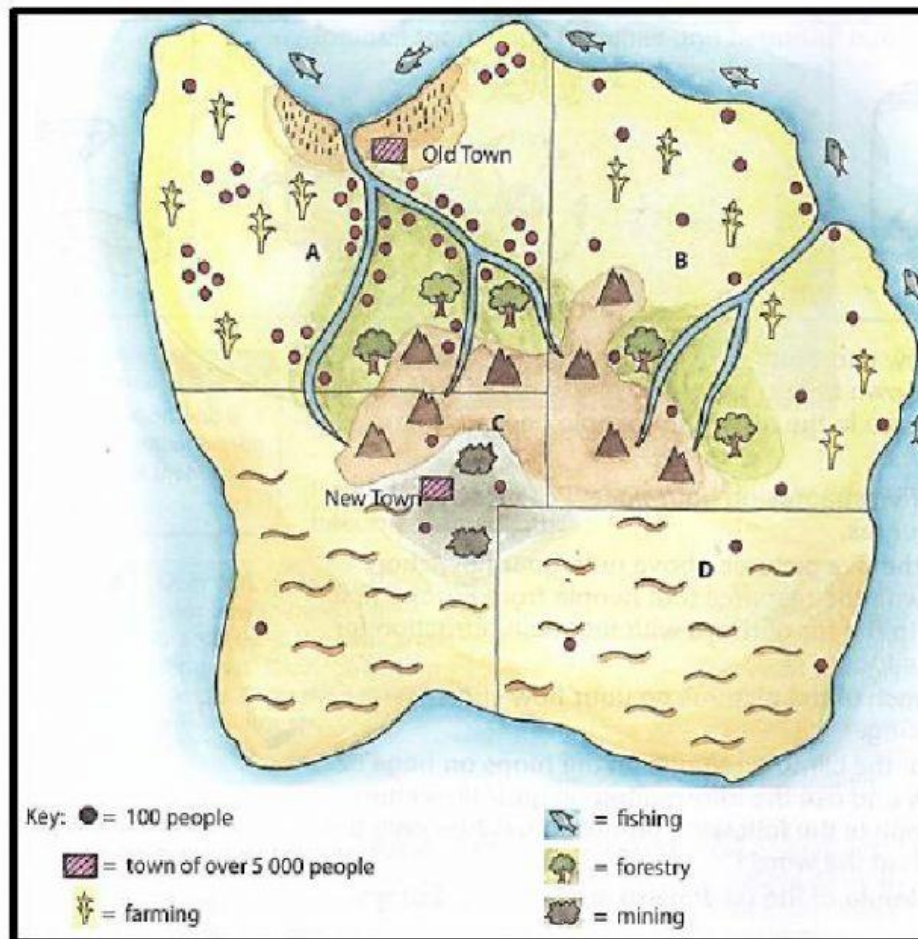 Old Town
A
B
C
New Town
D
Key: = 100 people
= town of over 5 000 people
= farming
= fishing
= forestry
= mining